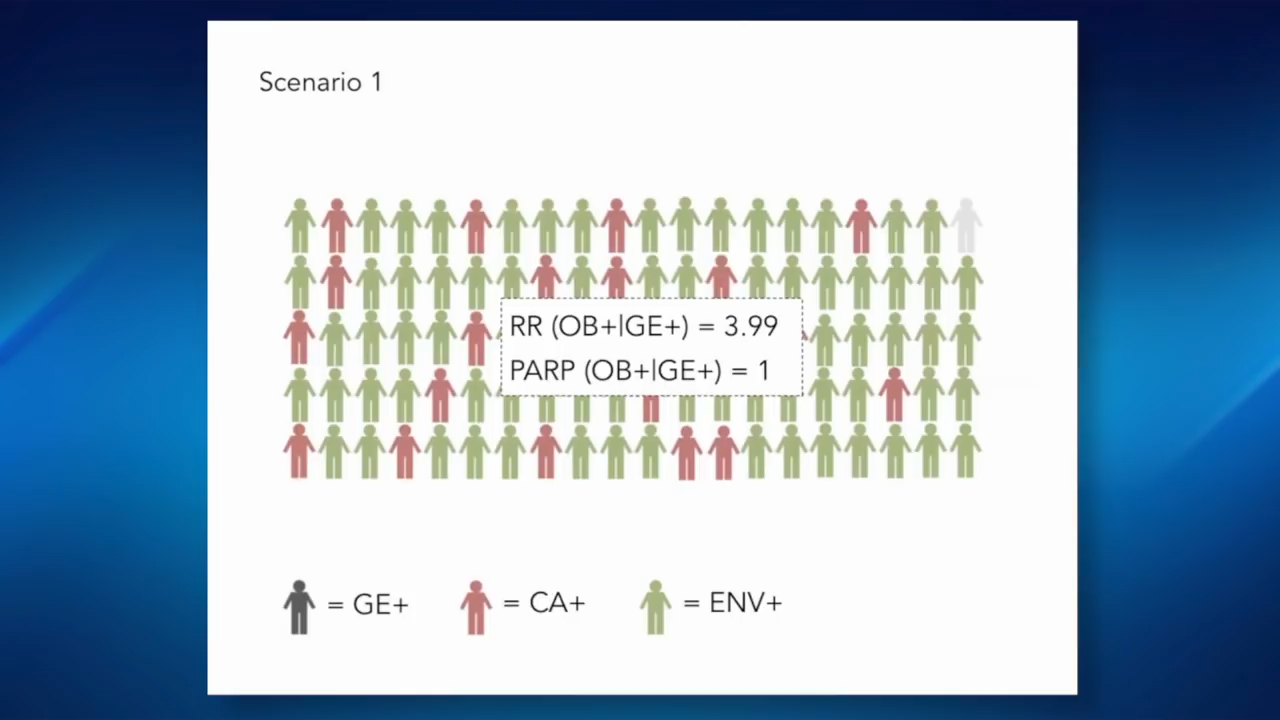 Scenario 1
RR (OB+|GE+) = 3.99
PARP (OB+|GE+) = 1
= GE+ = CA+ = ENV+